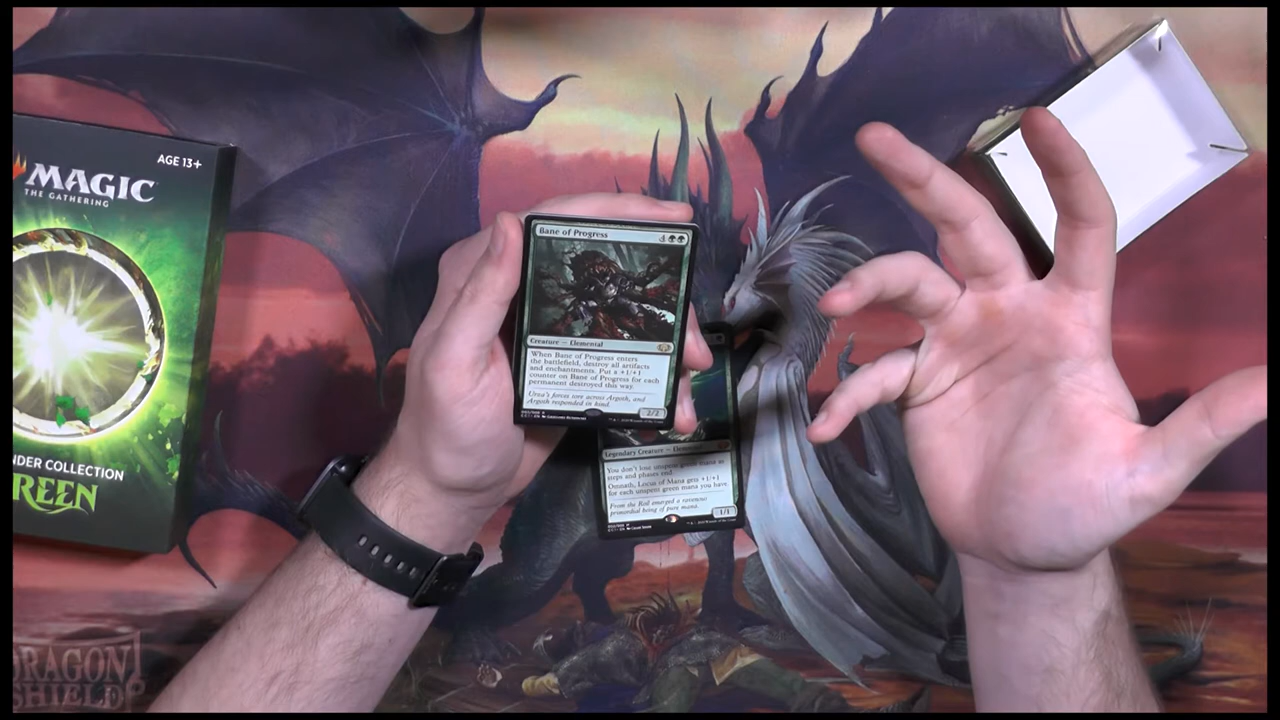 AGE 13+
MAGIC
THE GATHERING
NDER COLLECTION
REEN
Bane of Progress 4
Creature — Elemental
When Bane of Progress enters
the battlefield, destroy all artifacts
and enchantments. Put a +1/+1
counter on Bane of Progress for each
permanent destroyed this way.
Urza's forces tore across Argoth, and
Argoth responded in kind.
2/2
Legendary Creature — Elemental
You don't lose unspent green mana as
steps and phases end.
Omnath, Locus of Mana gets +1/+1
for each unspent green mana you have.
From the Roil emerged a ravenous
primordial being of pure mana.
1/1
DRAGON
SHIELD